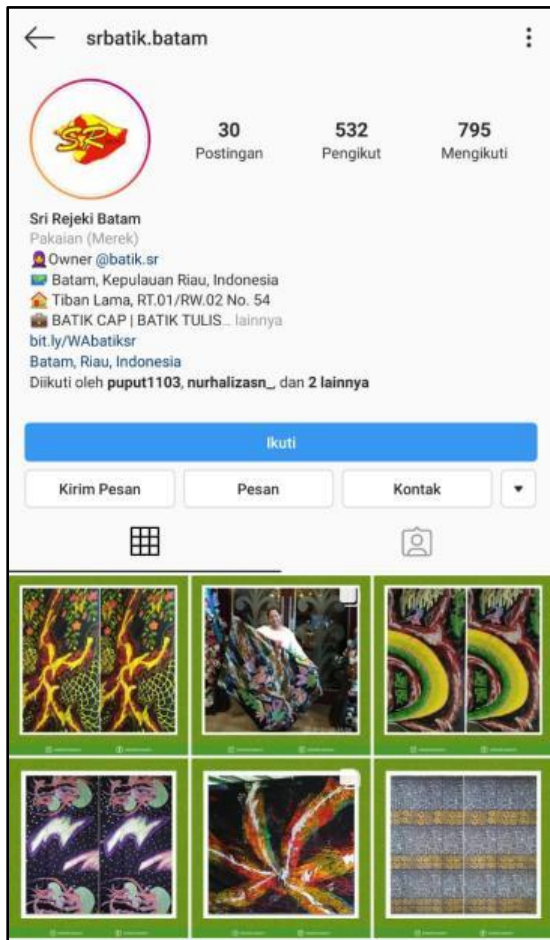 srbatik.batam
SR
30 532 795
Postingan Pengikut Mengikuti
Sri Rejeki Batam
Pakaian (Merek)
Owner @batik.sr
Batam, Kepulauan Riau, Indonesia
Tiban Lama, RT.01/RW.02 No. 54
BATIK CAP | BATIK TULIS... lainnya
bit.ly/WAbatiksr
Batam, Riau, Indonesia
Diikuti oleh puput1103, nurhalizasn_, dan 2 lainnya
Ikuti
Kirim Pesan Pesan Kontak